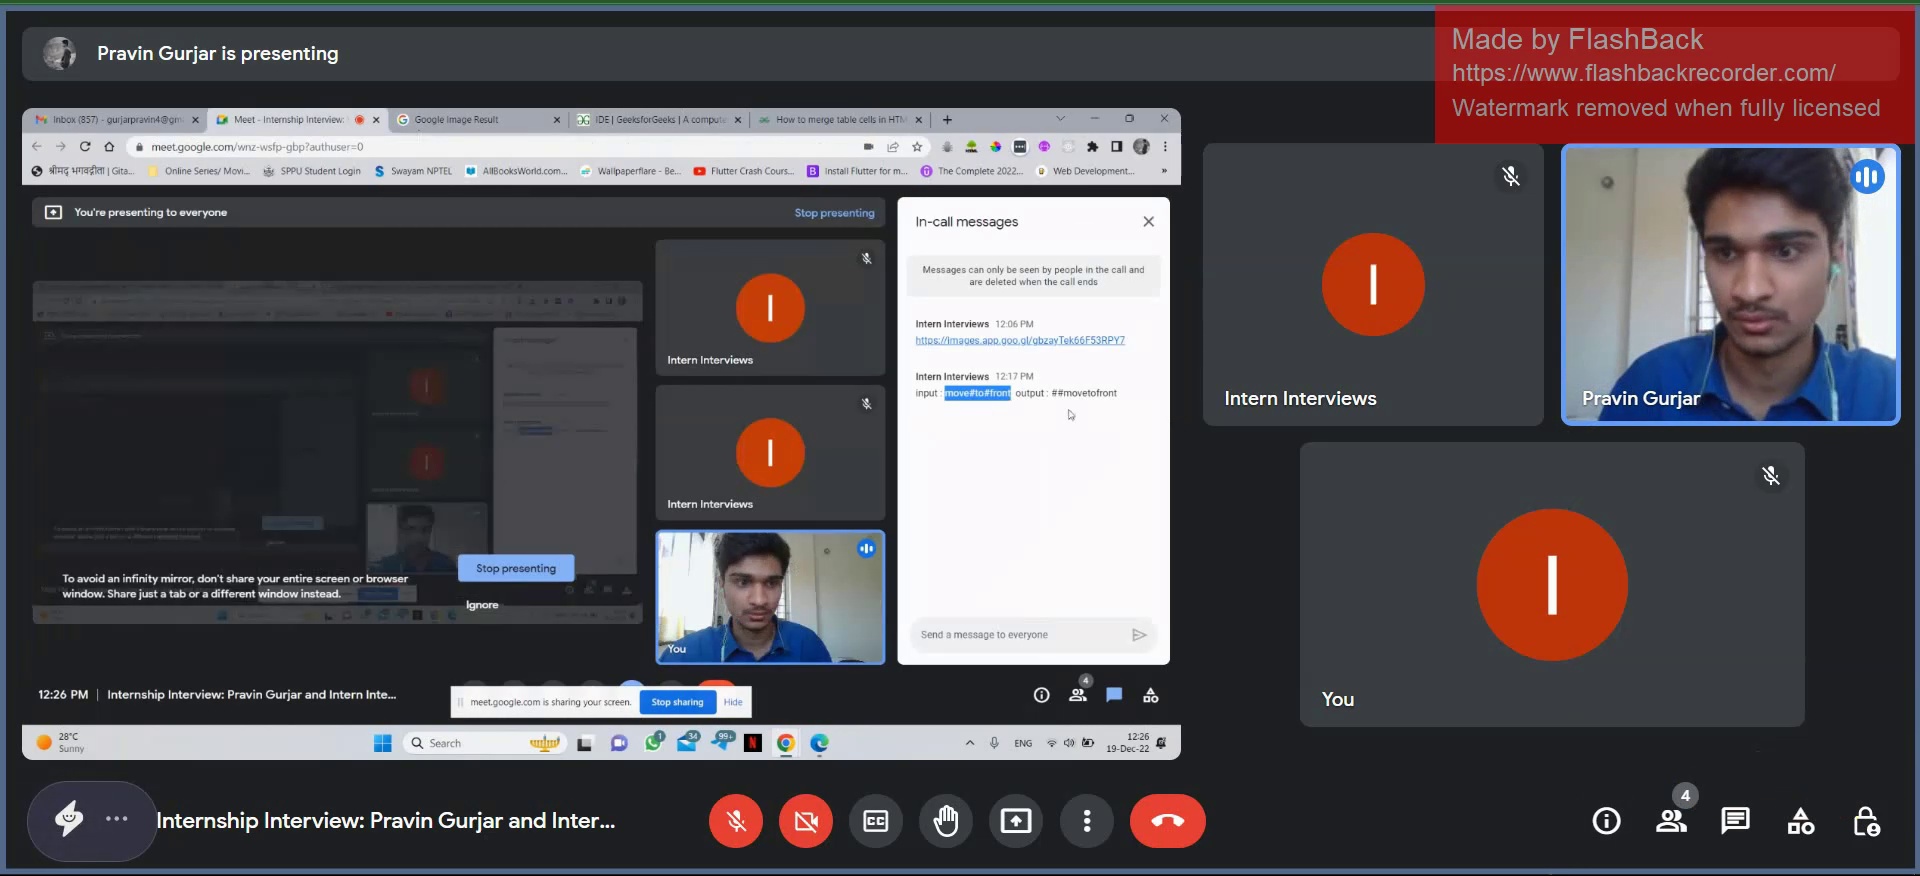 Pravin Gurjar is presenting
Made by FlashBack
https://www.flashbackrecorder.com/
Watermark removed when fully licensed
Inbox (857) - gurjarpravin4@gm
Meet - Internship Interview:
Google Image Result
IDE | GeeksforGeeks | A compute
How to merge table cells in HTM
meet.google.com/wnz-wsfp-gbp?authuser=0
श्रीमद् भगवद्गीता | Gita...
Online Series/ Movi...
SPPU Student Login
Swayam NPTEL
AllBooksWorld.com...
Wallpaperflare - Be...
Flutter Crash Cours...
Install Flutter for m...
The Complete 2022...
Web Development...
You're presenting to everyone
Stop presenting
In-call messages
Messages can only be seen by people in the call and
are deleted when the call ends
Intern Interviews 12:06 PM
https://images.app.goo.gl/gbzayTek66F53RPY7
Intern Interviews 12:17 PM
input : move#to#front output : ##movetofront
Send a message to everyone
I
Intern Interviews
I
Intern Interviews
You
To avoid an infinity mirror, don't share your entire screen or browser
window. Share just a tab or a different window instead.
Stop presenting
Ignore
12:26 PM | Internship Interview: Pravin Gurjar and Intern Inte...
meet.google.com is sharing your screen.
Stop sharing
Hide
4
28°C
Sunny
Search
1
34
99+
N
ENG
12:26
19-Dec-22
I
Intern Interviews
Pravin Gurjar
I
You
Internship Interview: Pravin Gurjar and Inter...
CC
4